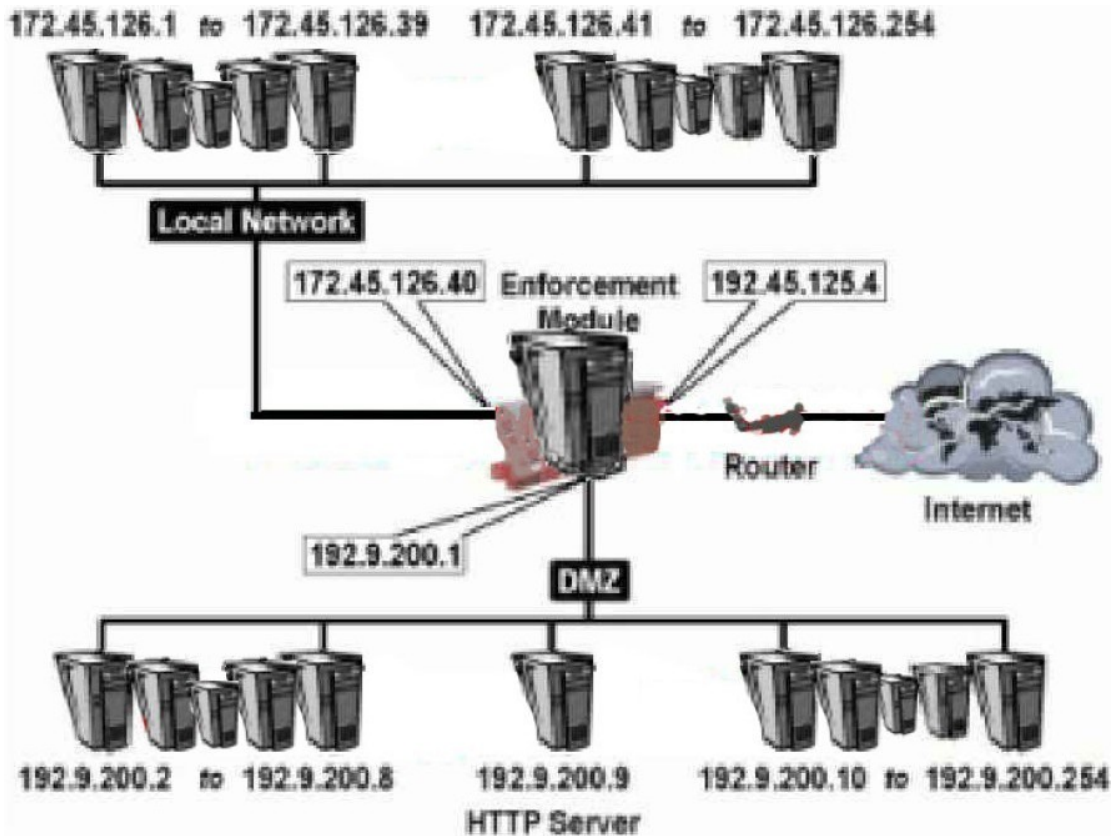 172.45.126.1 to 172.45.126.39 172.45.126.41 to 172.45.126.254
Local Network
172.45.126.40
Enforcement
Module
192.45.125.4
Router
Internet
192.9.200.1
DMZ
192.9.200.2 to 192.9.200.8 192.9.200.9 192.9.200.10 to 192.9.200.254
HTTP Server